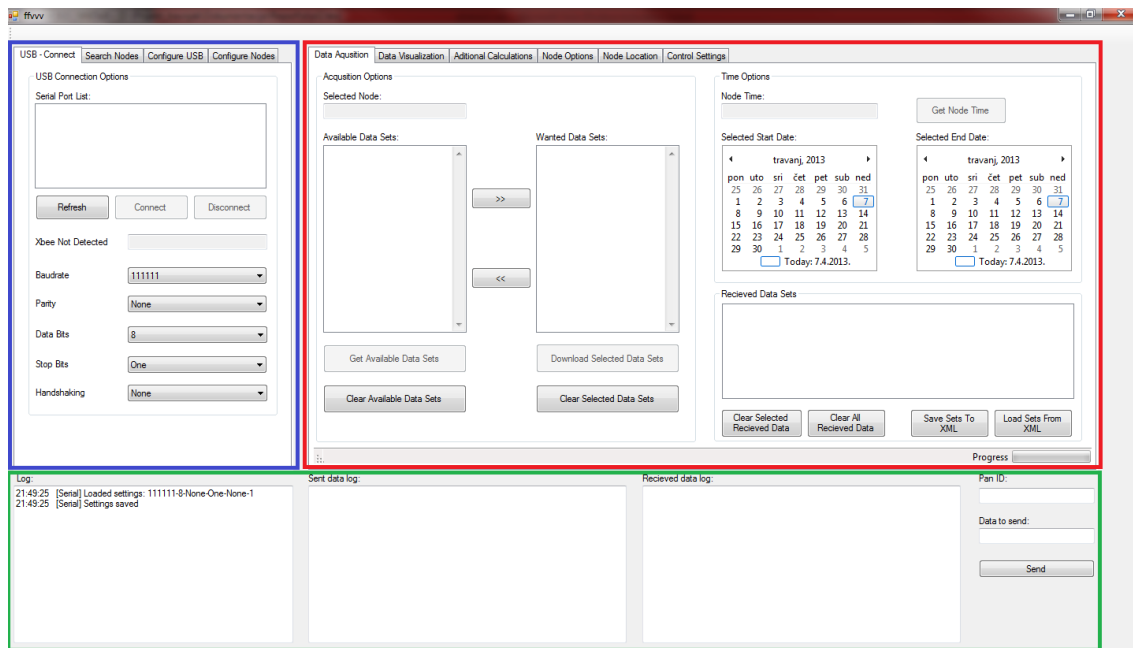 ffvvv
USB - Connect Search Nodes Configure USB Configure Nodes
USB Connection Options
Serial Port List:
Refresh Connect Disconnect
Xbee Not Detected
Baudrate 111111
Parity None
Data Bits 8
Stop Bits One
Handshaking None
Data Aqusition Data Visualization Aditional Calculations Node Options Node Location Control Settings
Acqusition Options
Selected Node:
Available Data Sets: Wanted Data Sets:
>>
<<
Get Available Data Sets Download Selected Data Sets
Clear Available Data Sets Clear Selected Data Sets
Time Options
Node Time:
Get Node Time
Selected Start Date: Selected End Date:
travanj, 2013 travanj, 2013
pon uto sri čet pet sub ned pon uto sri čet pet sub ned
25 26 27 28 29 30 31 25 26 27 28 29 30 31
1 2 3 4 5 6 7 1 2 3 4 5 6 7
8 9 10 11 12 13 14 8 9 10 11 12 13 14
15 16 17 18 19 20 21 15 16 17 18 19 20 21
22 23 24 25 26 27 28 22 23 24 25 26 27 28
29 30 1 2 3 4 5 29 30 1 2 3 4 5
Today: 7.4.2013. Today: 7.4.2013.
Recieved Data Sets
Clear Selected Clear All Save Sets To Load Sets From
Recieved Data Recieved Data XML XML
Progress
Log: Sent data log: Recieved data log: Pan ID:
21:49:25 [Serial] Loaded settings: 111111-8-None-One-None-1
21:49:25 [Serial] Settings saved
Data to send:
Send